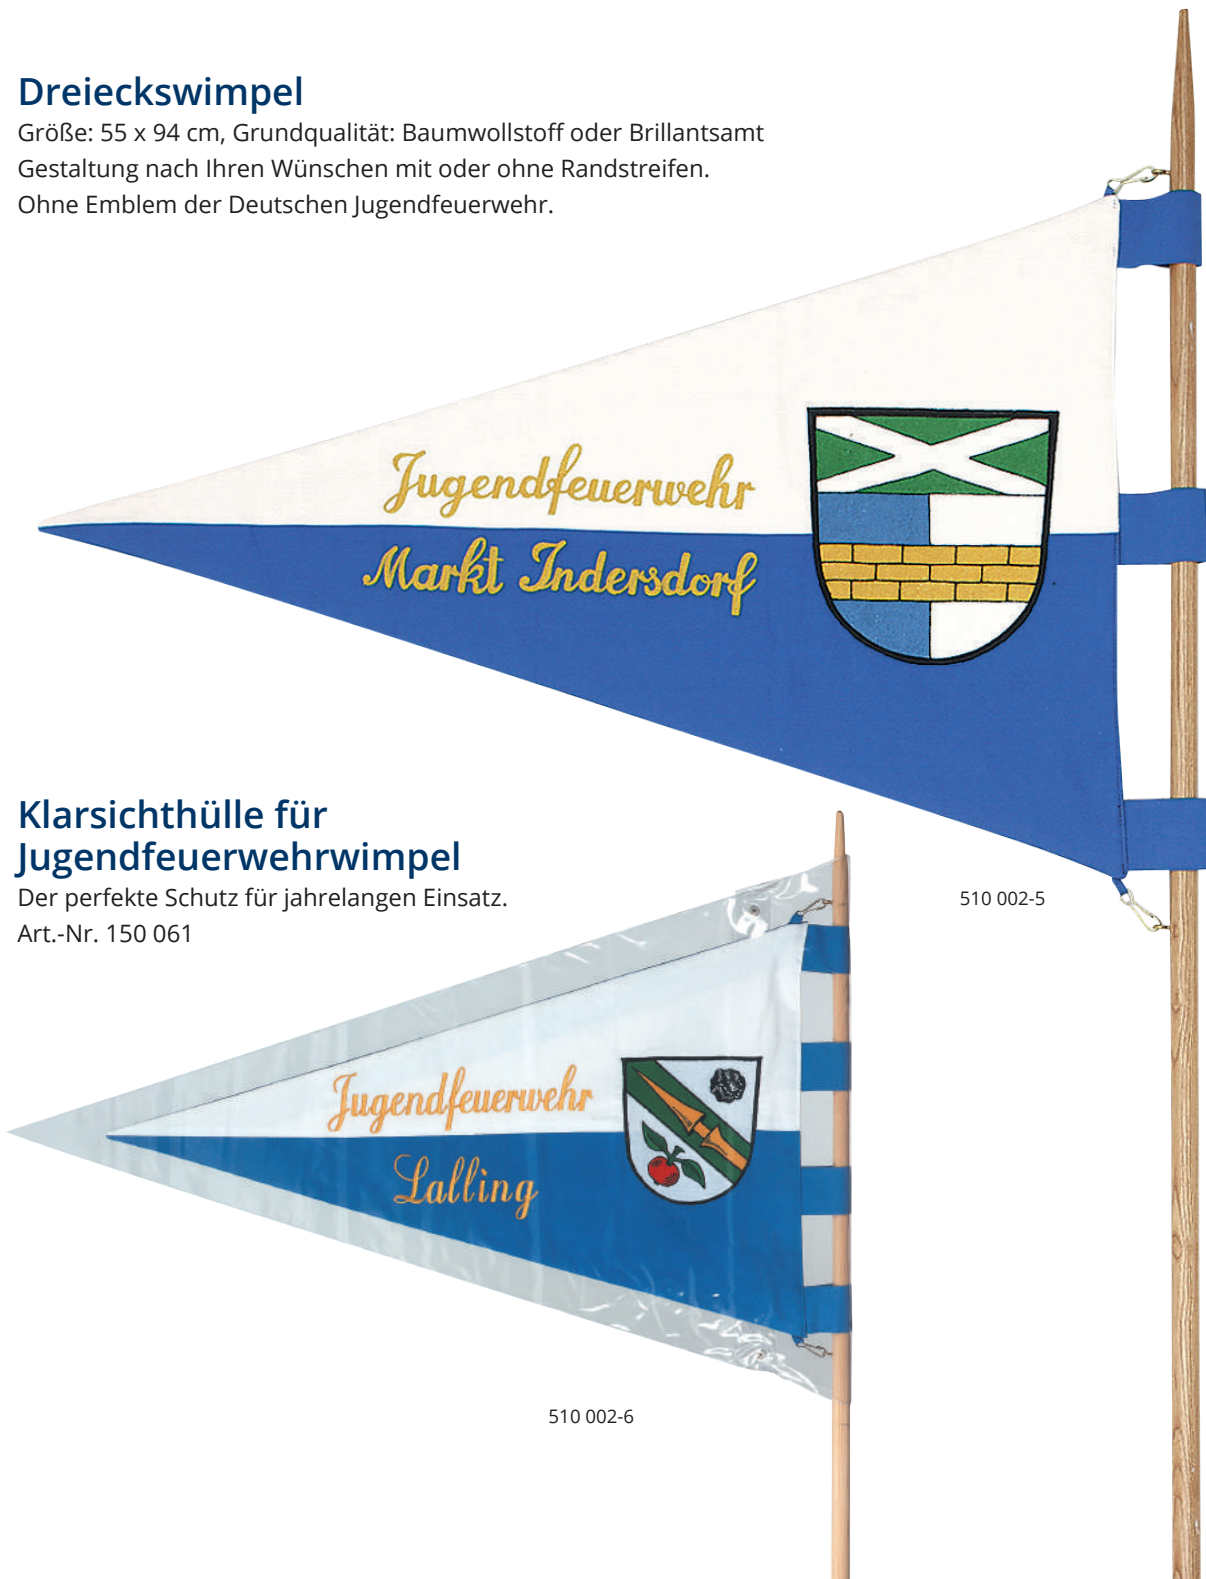 Dreieckswimpel
Größe: 55 x 94 cm, Grundqualität: Baumwollstoff oder Brillantsamt
Gestaltung nach Ihren Wünschen mit oder ohne Randstreifen.
Ohne Emblem der Deutschen Jugendfeuerwehr.
Jugendfeuerwehr
Markt Indersdorf
Klarsichthülle für
Jugendfeuerwehrwimpel
Der perfekte Schutz für jahrelangen Einsatz.
Art.-Nr. 150 061
510 002-5
Jugendfeuerwehr
Lalling
510 002-6